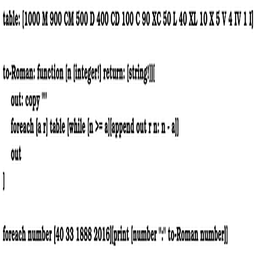 table: [1000 M 900 CM 500 D 400 CD 100 C 90 XC 50 L 40 XL 10 X 5 V 4 IV 1 I]
to-Roman: function [n [integer!] return: [string!]][
out: copy ""
foreach [a r] table [while [n >= a][append out r n: n - a]]
out
]
foreach number [40 33 1888 2016][print [number ":" to-Roman number]]